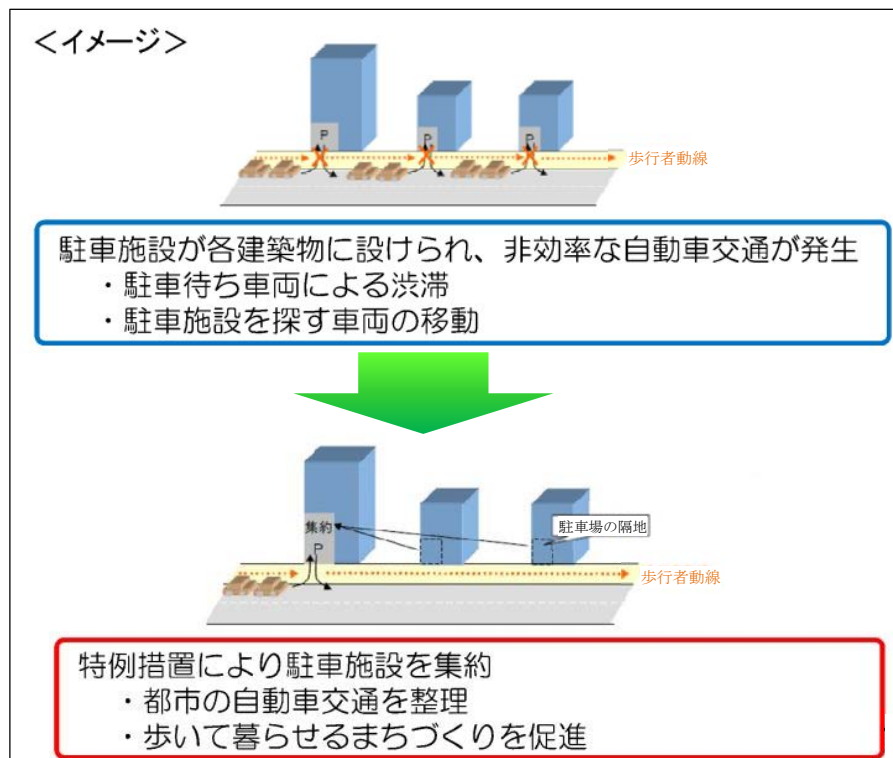 ＜イメージ＞
P
P
P
歩行者動線
駐車施設が各建築物に設けられ、非効率な自動車交通が発生
・駐車待ち車両による渋滞
・駐車施設を探す車両の移動
集約
P
駐車場の隔地
歩行者動線
特例措置により駐車施設を集約
・都市の自動車交通を整理
・歩いて暮らせるまちづくりを促進